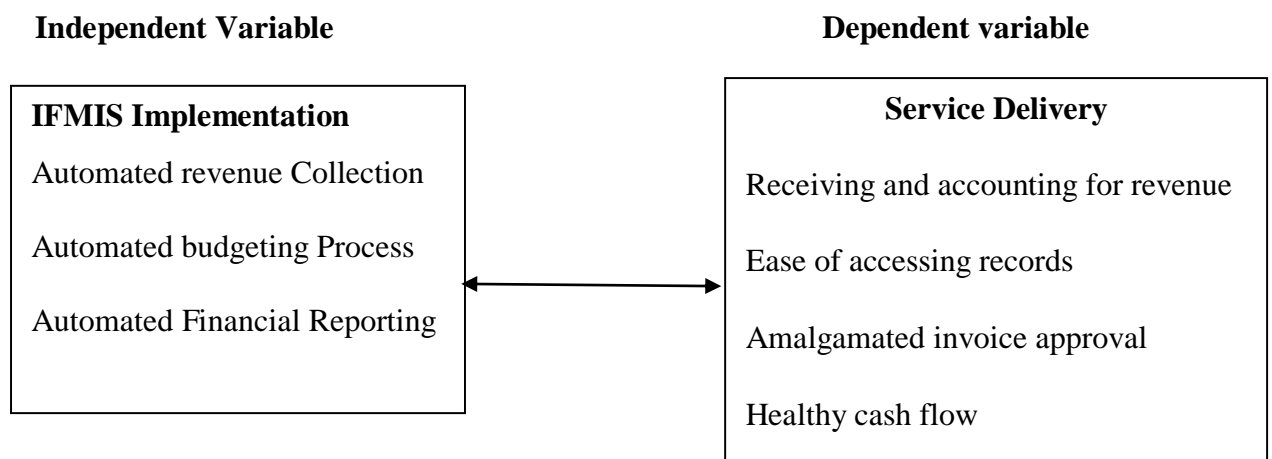 Independent Variable
Dependent variable
IFMIS Implementation
Automated revenue Collection
Automated budgeting Process
Automated Financial Reporting
Service Delivery
Receiving and accounting for revenue
Ease of accessing records
Amalgamated invoice approval
Healthy cash flow